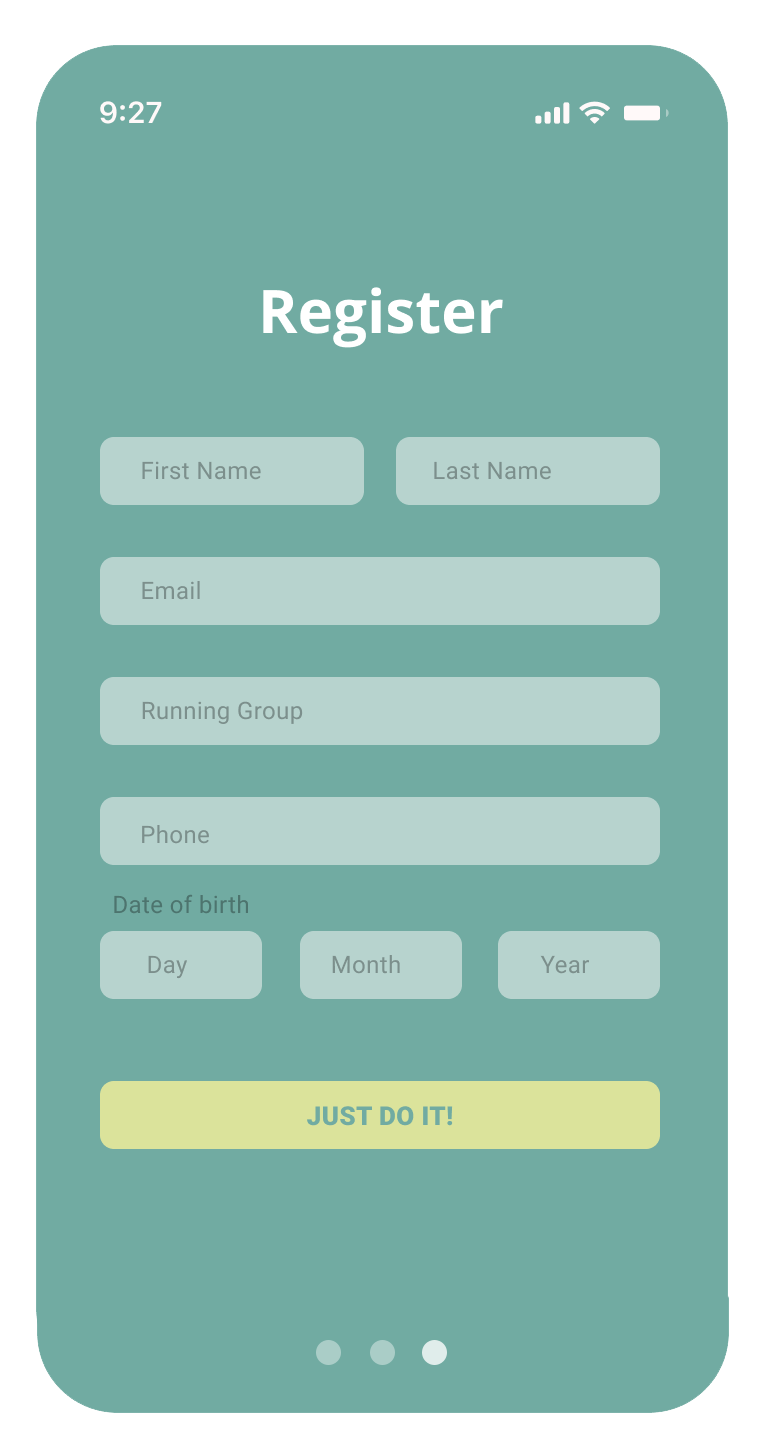 9:27
Register
First Name Last Name
Email
Running Group
Phone
Date of birth
Day Month Year
JUST DO IT!